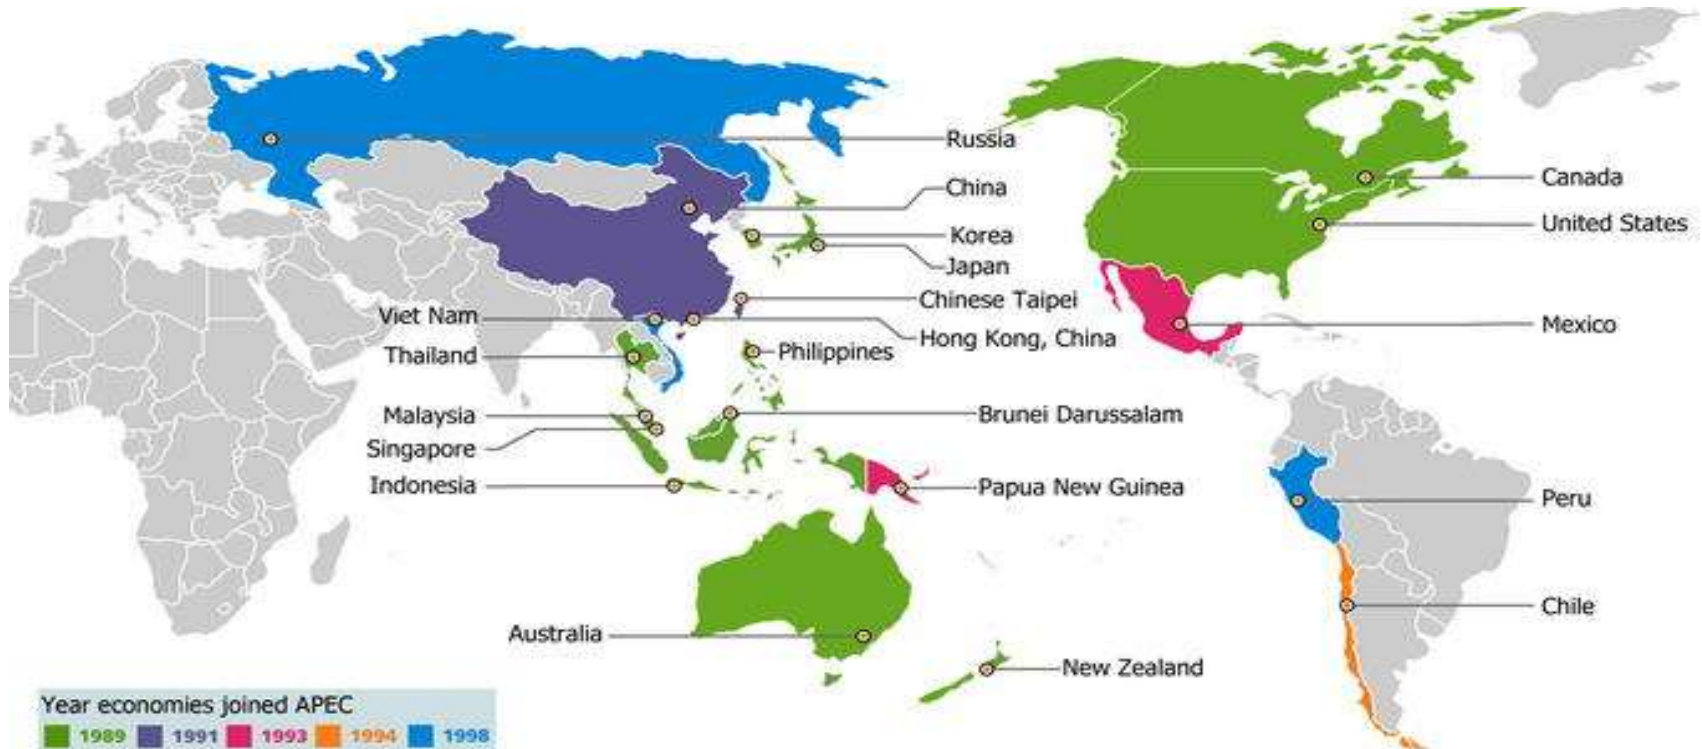 Russia
China
Korea
Japan
Chinese Taipei
Hong Kong, China
Viet Nam
Thailand
Philippines
Malaysia
Singapore
Indonesia
Brunei Darussalam
Papua New Guinea
Australia
New Zealand
Canada
United States
Mexico
Peru
Chile
Year economies joined APEC
1989 1991 1993 1994 1998